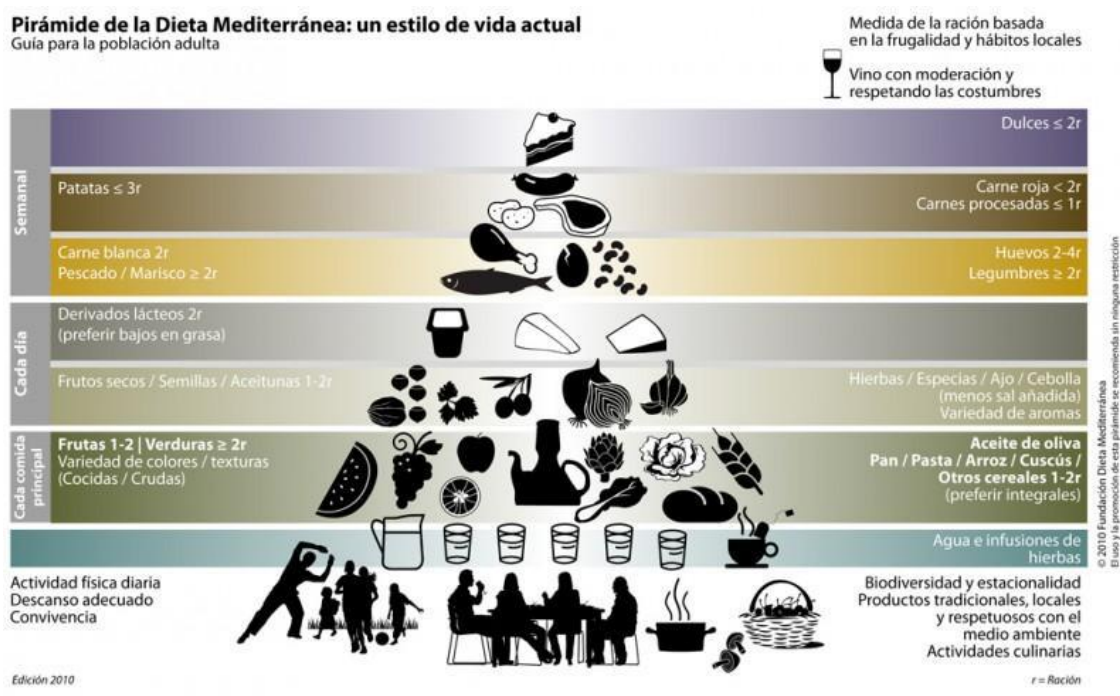 Pirámide de la Dieta Mediterránea: un estilo de vida actual
Guía para la población adulta
Medida de la ración basada
en la frugalidad y hábitos locales
Vino con moderación y
respetando las costumbres
Semanal
Dulces ≤ 2r
Patatas ≤ 3r
Carne roja < 2r
Carnes procesadas ≤ 1r
Carne blanca 2r
Pescado / Marisco ≥ 2r
Huevos 2-4r
Legumbres ≥ 2r
Cada día
Derivados lácteos 2r
(preferir bajos en grasa)
Frutos secos / Semillas / Aceitunas 1-2r
Hierbas / Especias / Ajo / Cebolla
(menos sal añadida)
Variedad de aromas
Cada comida
principal
Frutas 1-2 | Verduras ≥ 2r
Variedad de colores / texturas
(Cocidas / Crudas)
Aceite de oliva
Pan / Pasta / Arroz / Cuscús /
Otros cereales 1-2r
(preferir integrales)
Agua e infusiones de
hierbas
Actividad física diaria
Descanso adecuado
Convivencia
Biodiversidad y estacionalidad
Productos tradicionales, locales
y respetuosos con el
medio ambiente
Actividades culinarias
Edición 2010
r = Ración
© 2010 Fundación Dieta Mediterránea
El uso y la promoción de esta pirámide se recomienda sin ninguna restricción